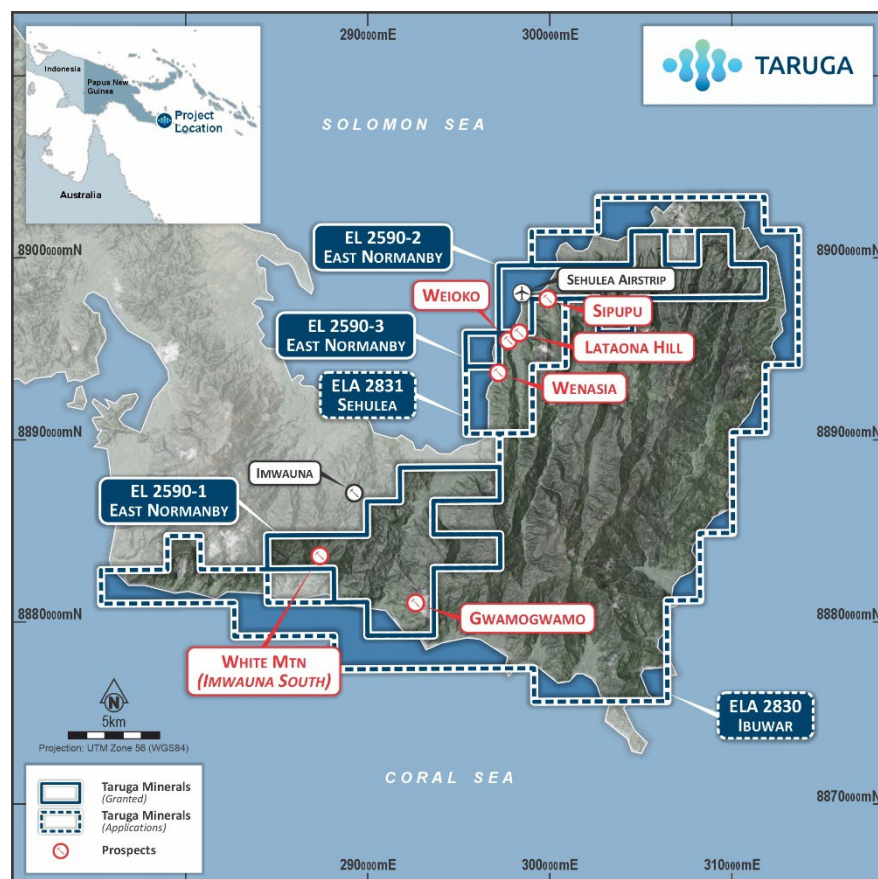 290000mE
300000mE
Indonesia
Papua New
Guinea
Project
Location
Australia
TARUGA
SOLOMON SEA
8900000mN
8900000mN
EL 2590-2
EAST NORMANBY
SEHULEA AIRSTRIP
WEIOKO
SIPUPU
EL 2590-3
EAST NORMANBY
LATAONA HILL
WENASIA
ELA 2831
SEHULEA
8890000mN
8890000mN
IMWAUNA
EL 2590-1
EAST NORMANBY
8880000mN
8880000mN
GWAMOGWAMO
WHITE MTN
(IMWAUNA SOUTH)
ELA 2830
IBUWAR
N
5km
Projection: UTM Zone 56 (WGS84)
CORAL SEA
Taruga Minerals
(Granted)
Taruga Minerals
(Applications)
Prospects
8870000mN
290000mE
300000mE
310000mE